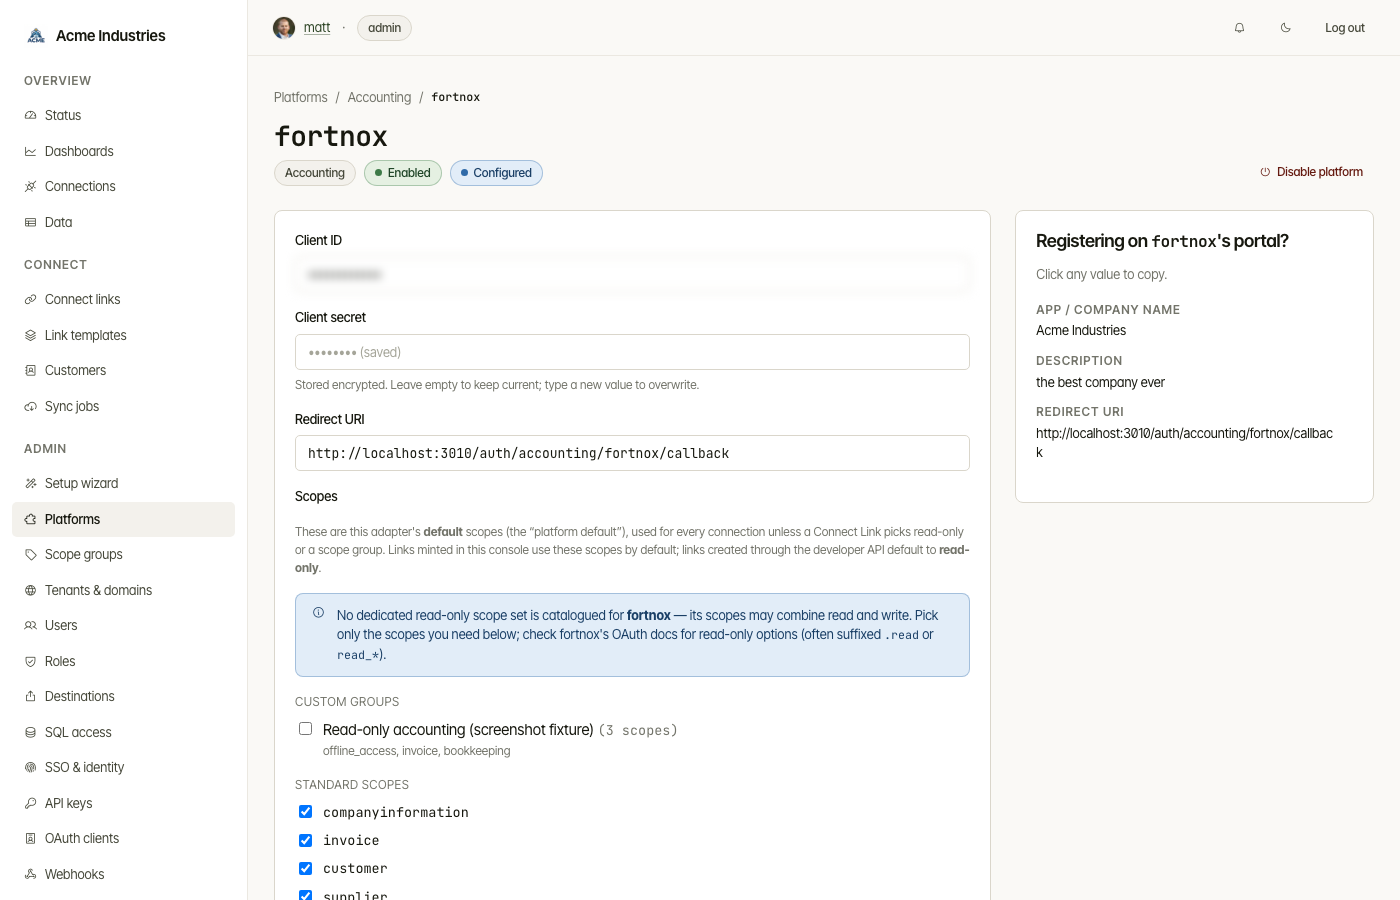 Acme Industries
OVERVIEW
Status
Dashboards
Connections
Data
CONNECT
Connect links
Link templates
Customers
Sync jobs
ADMIN
Setup wizard
Platforms
Scope groups
Tenants & domains
Users
Roles
Destinations
SQL access
SSO & identity
API keys
OAuth clients
Webhooks
matt · admin
Log out
Platforms / Accounting / fortnox
fortnox
Accounting
Enabled
Configured
Disable platform
Client ID
Client secret
•••••••• (saved)
Stored encrypted. Leave empty to keep current; type a new value to overwrite.
Redirect URI
http://localhost:3010/auth/accounting/fortnox/callback
Scopes
These are this adapter's default scopes (the “platform default”), used for every connection unless a Connect Link picks read-only
or a scope group. Links minted in this console use these scopes by default; links created through the developer API default to read-
only.
No dedicated read-only scope set is catalogued for fortnox — its scopes may combine read and write. Pick
only the scopes you need below; check fortnox's OAuth docs for read-only options (often suffixed .read or
read_*).
CUSTOM GROUPS
Read-only accounting (screenshot fixture) (3 scopes)
offline_access, invoice, bookkeeping
STANDARD SCOPES
companyinformation
invoice
customer
supplier
Registering on fortnox's portal?
Click any value to copy.
APP / COMPANY NAME
Acme Industries
DESCRIPTION
the best company ever
REDIRECT URI
http://localhost:3010/auth/accounting/fortnox/callbac
k